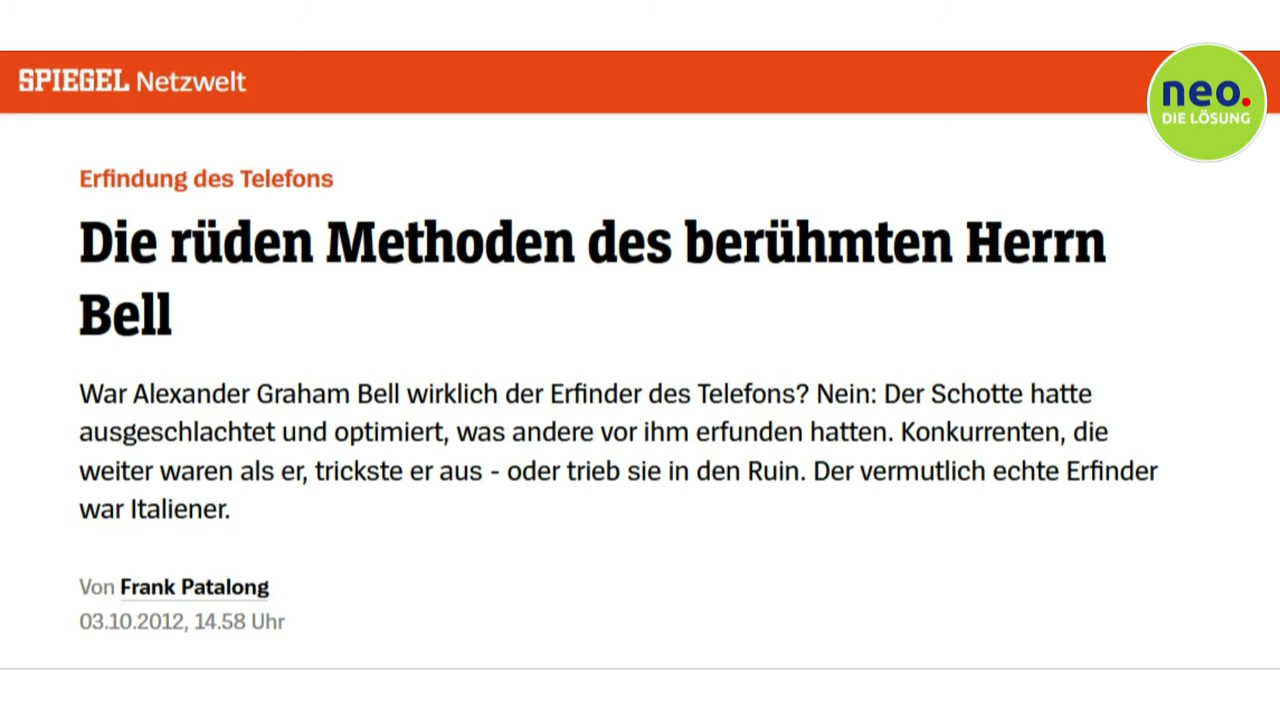 SPIEGEL Netzwelt
neo.
DIE LÖSUNG
Erfindung des Telefons
Die rüden Methoden des berühmten Herrn
Bell
War Alexander Graham Bell wirklich der Erfinder des Telefons? Nein: Der Schotte hatte
ausgeschlachtet und optimiert, was andere vor ihm erfunden hatten. Konkurrenten, die
weiter waren als er, trickste er aus - oder trieb sie in den Ruin. Der vermutlich echte Erfinder
war Italiener.
Von Frank Patalong
03.10.2012, 14.58 Uhr